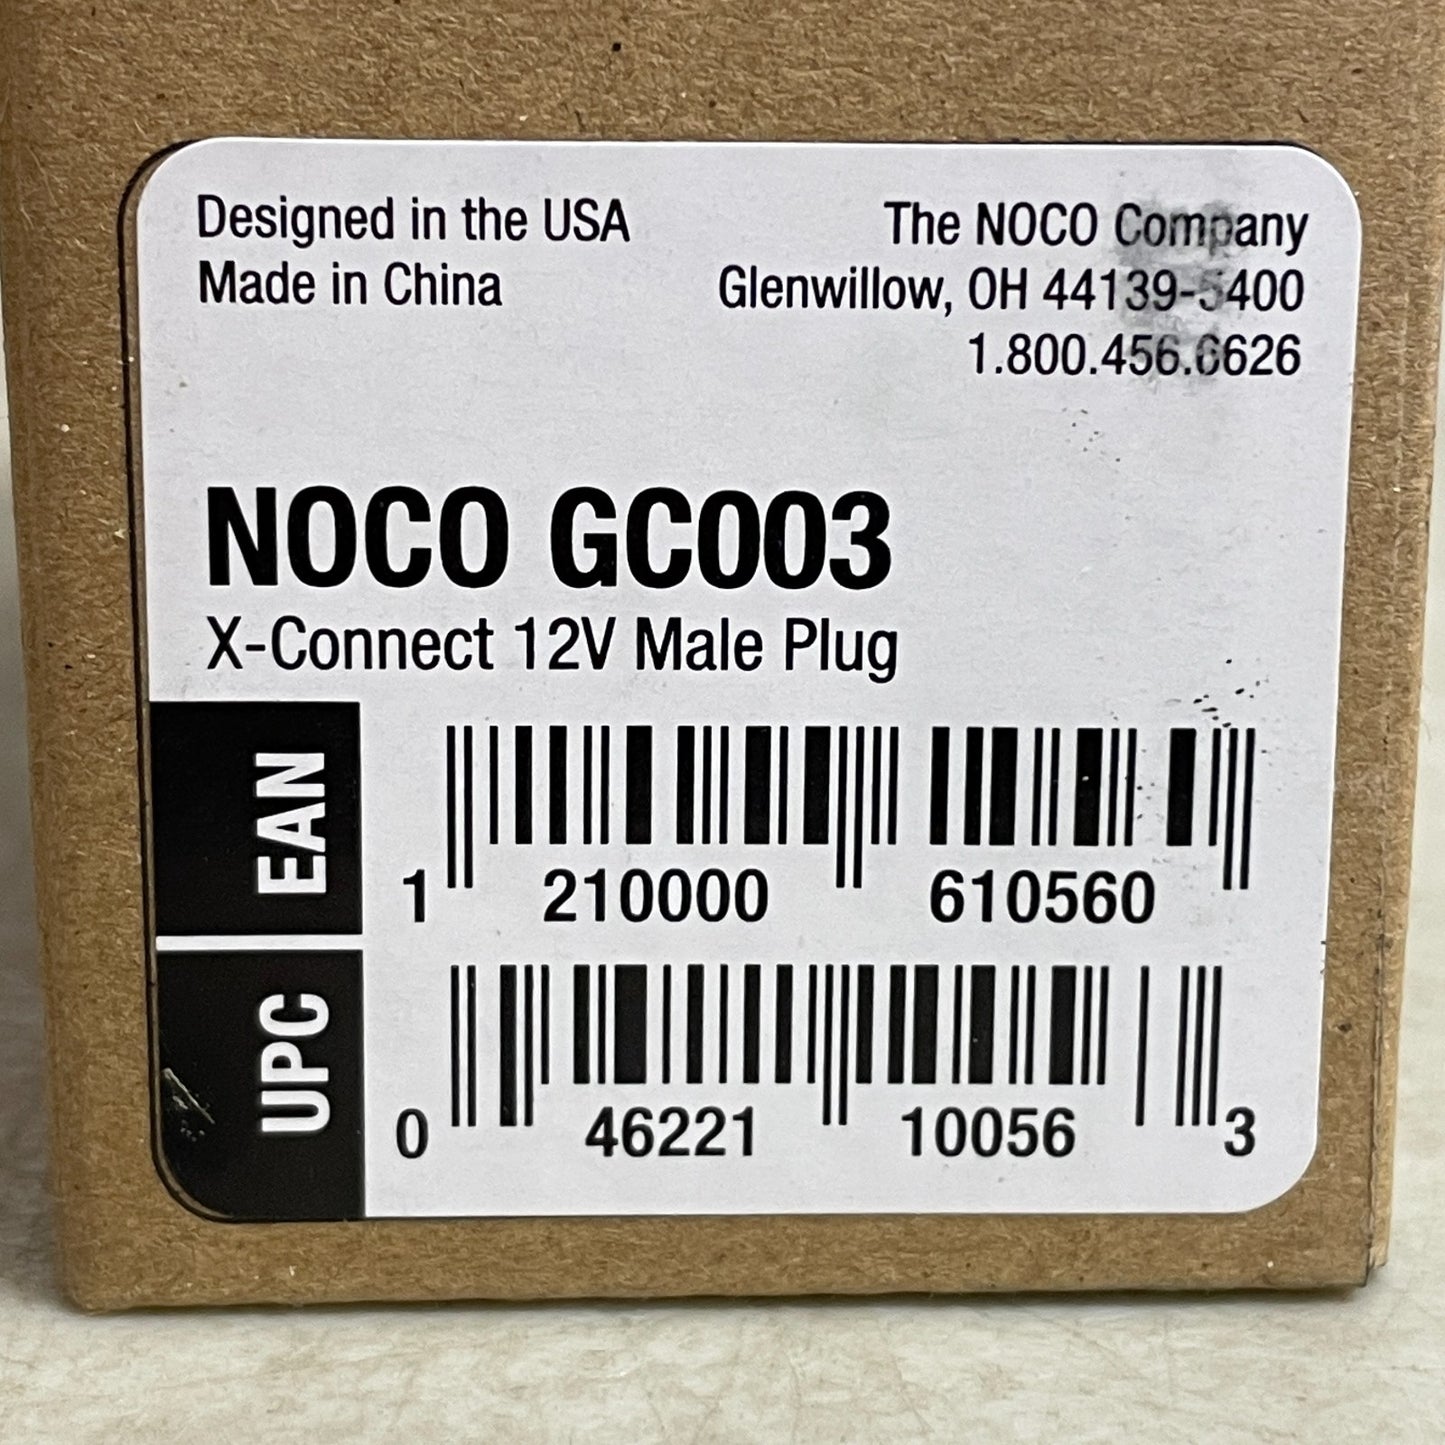 Designed in the USA
Made in China
The NOCO Company
Glenwillow, OH 44139-5400
1.800.456.6626
NOCO GC003
X-Connect 12V Male Plug
EAN
1 210000 610560
UPC
0 46221 10056 3